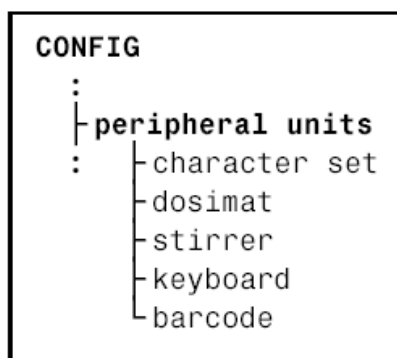 CONFIG
:
peripheral units
:
character set
dosimat
stirrer
keyboard
barcode